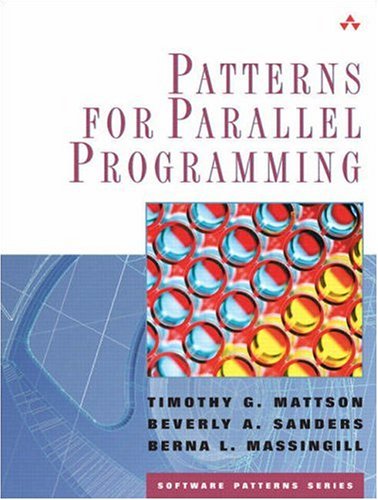 PATTERNS
FOR PARALLEL
PROGRAMMING
TIMOTHY G. MATTSON
BEVERLY A. SANDERS
BERNA L. MASSINGILL
SOFTWARE PATTERNS SERIES